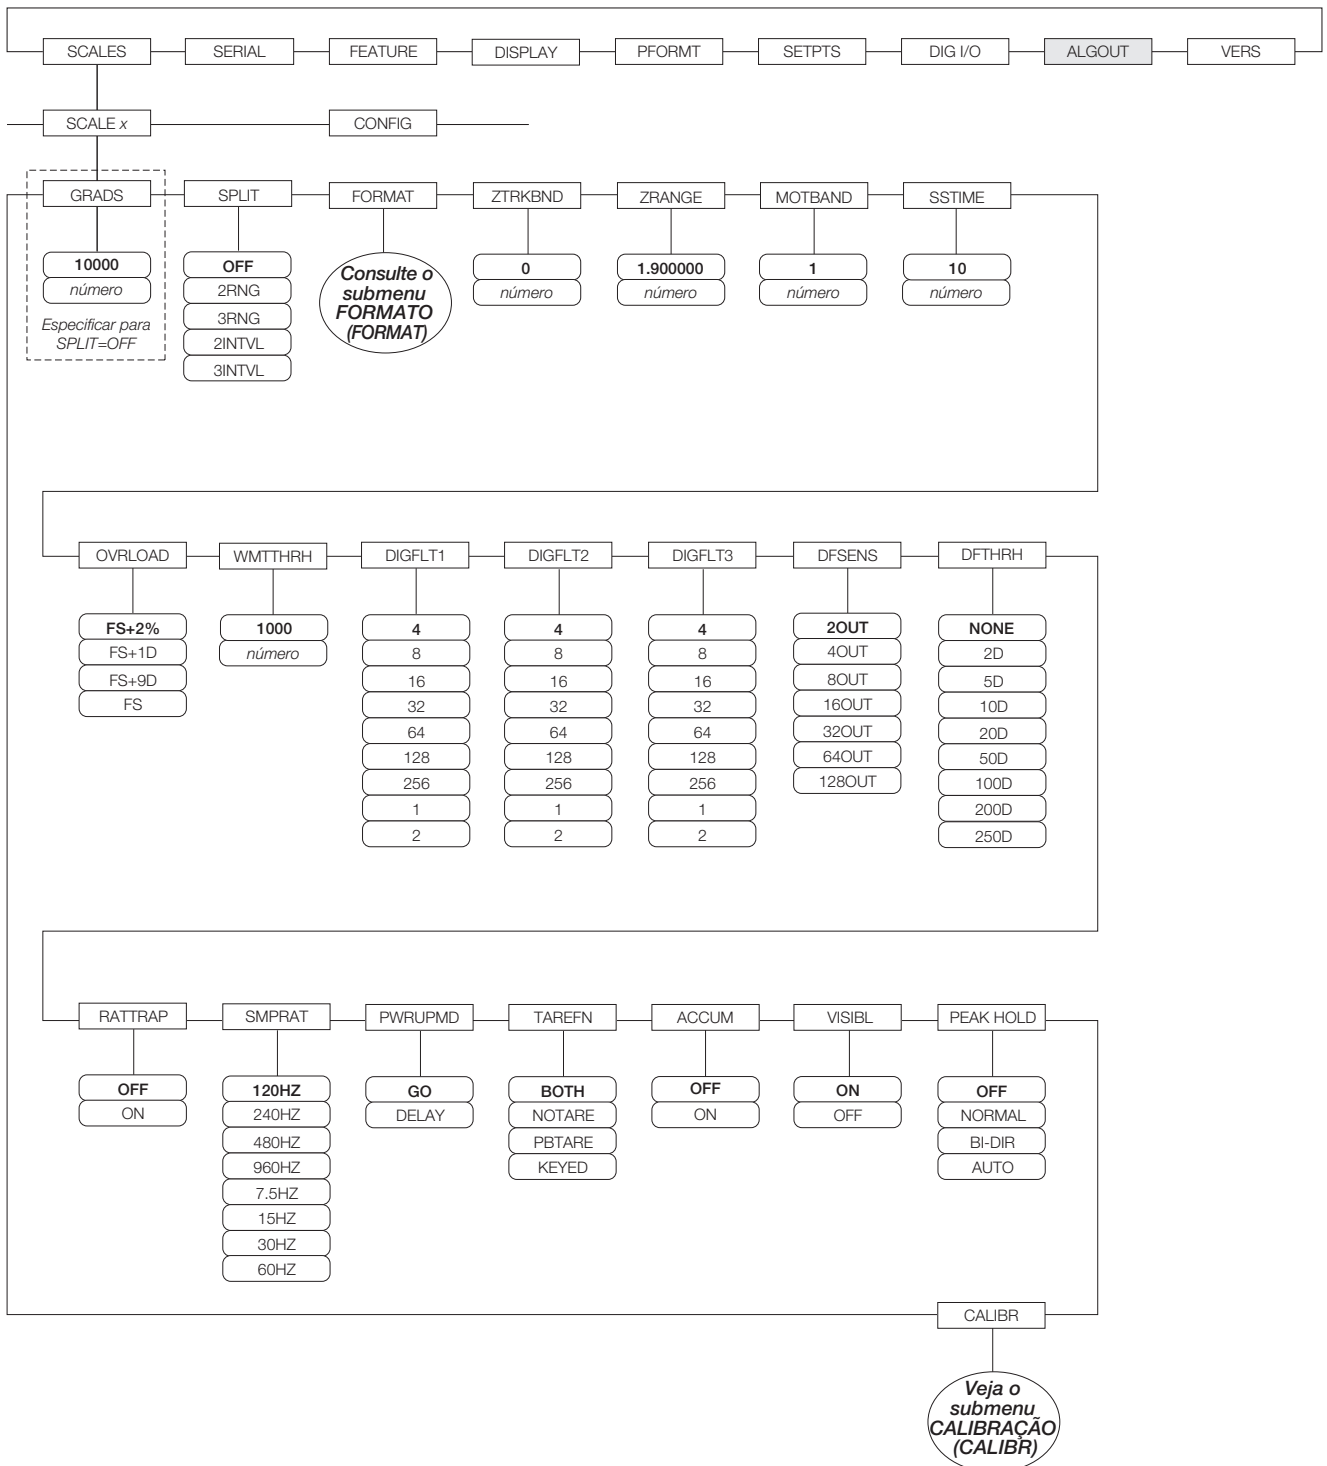 SCALES SERIAL FEATURE DISPLAY PFORMT SETPTS DIG I/O ALGOUT VERS
SCALE x CONFIG
GRADS SPLIT FORMAT ZTRKBND ZRANGE MOTBAND SSTIME
10000
número
Especificar para
SPLIT=OFF
OFF
2RNG
3RNG
2INTVL
3INTVL
Consulte o
submenu
FORMATO
(FORMAT)
0
número
1.900000
número
1
número
10
número
OVRLOAD WMTTHRH DIGFLT1 DIGFLT2 DIGFLT3 DFSENS DFTHRH
FS+2%
FS+1D
FS+9D
FS
1000
número
4
8
16
32
64
128
256
1
2
4
8
16
32
64
128
256
1
2
4
8
16
32
64
128
256
1
2
2OUT
4OUT
8OUT
16OUT
32OUT
64OUT
128OUT
NONE
2D
5D
10D
20D
50D
100D
200D
250D
RATTRAP SMPRAT PWRUPMD TAREFN ACCUM VISIBL PEAK HOLD
OFF
ON
120HZ
240HZ
480HZ
960HZ
7.5HZ
15HZ
30HZ
60HZ
GO
DELAY
BOTH
NOTARE
PBTARE
KEYED
OFF
ON
ON
OFF
OFF
NORMAL
BI-DIR
AUTO
CALIBR
Veja o
submenu
CALIBRAÇÃO
(CALIBR)